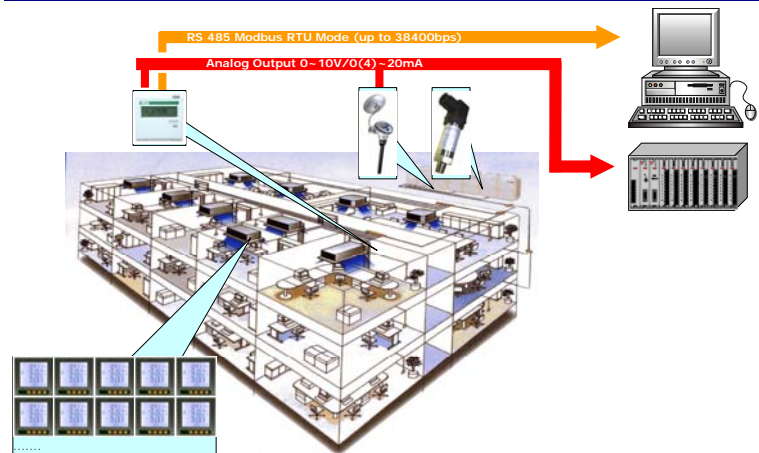 RS 485 Modbus RTU Mode (up to 38400bps)
Analog Output 0~10V/0(4)~20mA
.......